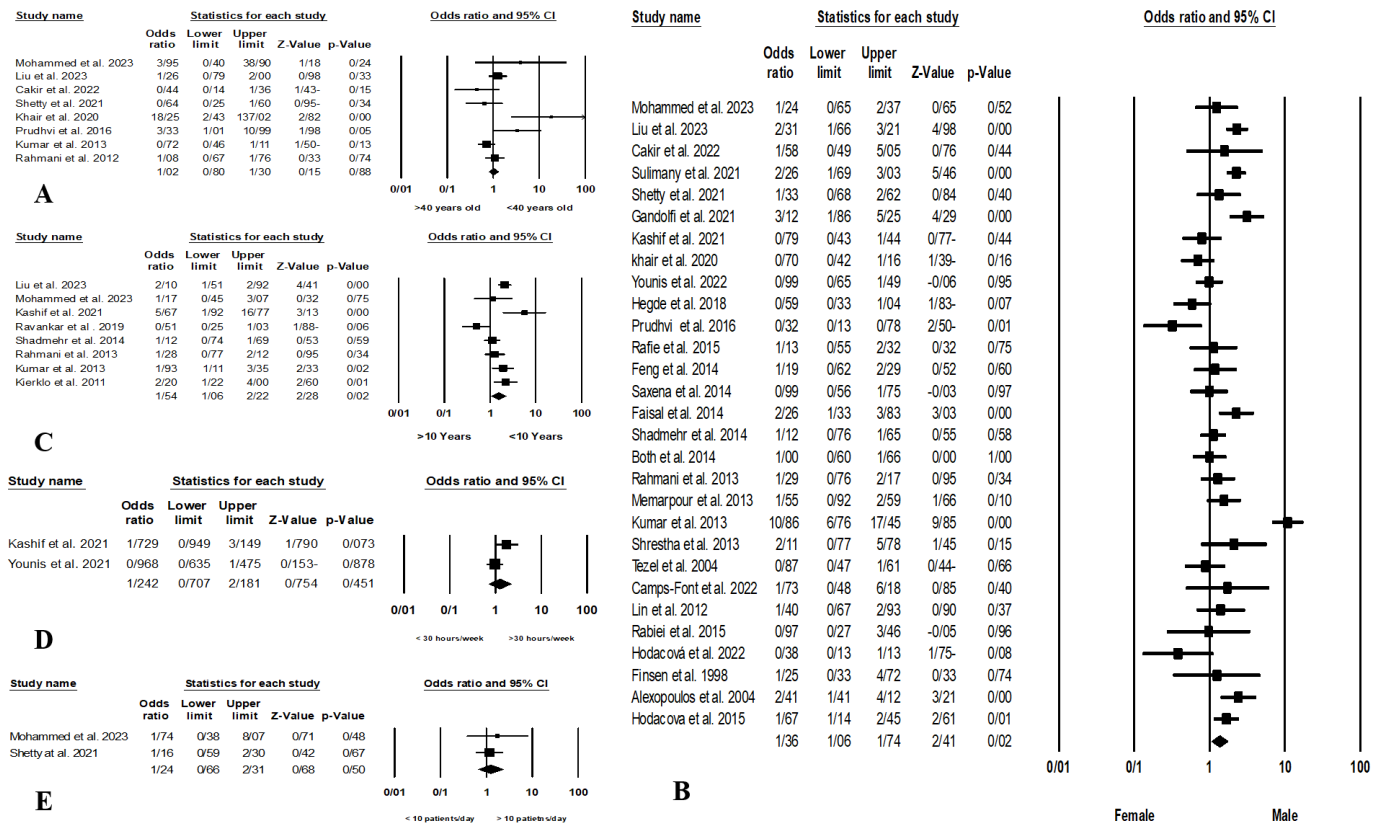 Study name Statistics for each study Odds ratio and 95% CI
Odds Lower Upper
ratio limit limit Z-Value p-Value
Mohammed et al. 2023 3/95 0/40 38/90 1/18 0/24
Liu et al. 2023 1/26 0/79 2/00 0/98 0/33
Cakir et al. 2022 0/44 0/14 1/36 1/43- 0/15
Shetty et al. 2021 0/64 0/25 1/60 0/95- 0/34
Khair et al. 2020 18/25 2/43 137/02 2/82 0/00
Prudhvi et al. 2016 3/33 1/01 10/99 1/98 0/05
Kumar et al. 2013 0/72 0/46 1/11 1/50- 0/13
Rahmani et al. 2012 1/08 0/67 1/76 0/33 0/74
1/02 0/80 1/30 0/15 0/88
0/01 0/1 1 10 100
>40 years old <40 years old
A
Study name Statistics for each study Odds ratio and 95% CI
Odds Lower Upper
ratio limit limit Z-Value p-Value
Liu et al. 2023 2/10 1/51 2/92 4/41 0/00
Mohammed et al. 2023 1/17 0/45 3/07 0/32 0/75
Kashif et al. 2021 5/67 1/92 16/77 3/13 0/00
Ravankar et al . 2019 0/51 0/25 1/03 1/88- 0/06
Shadmehr et al. 2014 1/12 0/74 1/69 0/53 0/59
Rahmani et al. 2013 1/28 0/77 2/12 0/95 0/34
Kumar et al. 2013 1/93 1/11 3/35 2/33 0/02
Kierklo et al. 2011 2/20 1/22 4/00 2/60 0/01
1/54 1/06 2/22 2/28 0/02
0/01 0/1 1 10 100
>10 Years <10 Years
C
Study name Statistics for each study Odds ratio and 95% CI
Odds Lower Upper
ratio limit limit Z-Value p-Value
Kashif et al. 2021 1/729 0/949 3/149 1/790 0/073
Younis et al. 2021 0/968 0/635 1/475 0/153- 0/878
1/242 0/707 2/181 0/754 0/451
0/01 0/1 1 10 100
< 30 hours/week >30 hours/week
D
Study name Statistics for each study Odds ratio and 95% CI
Odds Lower Upper
ratio limit limit Z-Value p-Value
Mohammed et al. 2023 1/74 0/38 8/07 0/71 0/48
Shetty at al. 2021 1/16 0/59 2/30 0/42 0/67
1/24 0/66 2/31 0/68 0/50
0/01 0/1 1 10 100
< 10 patients/day > 10 patietns/day
E
Study name Statistics for each study Odds ratio and 95% CI
Odds Lower Upper
ratio limit limit Z-Value p-Value
Mohammed et al. 2023 1/24 0/65 2/37 0/65 0/52
Liu et al. 2023 2/31 1/66 3/21 4/98 0/00
Cakir et al. 2022 1/58 0/49 5/05 0/76 0/44
Sulimany et al. 2021 2/26 1/69 3/03 5/46 0/00
Shetty et al. 2021 1/33 0/68 2/62 0/84 0/40
Gandolfi et al. 2021 3/12 1/86 5/25 4/29 0/00
Kashif et al. 2021 0/79 0/43 1/44 0/77- 0/44
khair et al. 2020 0/70 0/42 1/16 1/39- 0/16
Younis et al. 2022 0/99 0/65 1/49 -0/06 0/95
Hegde et al. 2018 0/59 0/33 1/04 1/83- 0/07
Prudhvi et al. 2016 0/32 0/13 0/78 2/50- 0/01
Rafie et al. 2015 1/13 0/55 2/32 0/32 0/75
Feng et al. 2014 1/19 0/62 2/29 0/52 0/60
Saxena et al. 2014 0/99 0/56 1/75 -0/03 0/97
Faisal et al. 2014 2/26 1/33 3/83 3/03 0/00
Shadmehr et al. 2014 1/12 0/76 1/65 0/55 0/58
Both et al. 2014 1/00 0/60 1/66 0/00 1/00
Rahmani et al. 2013 1/29 0/76 2/17 0/95 0/34
Memarpour et al. 2013 1/55 0/92 2/59 1/66 0/10
Kumar et al. 2013 10/86 6/76 17/45 9/85 0/00
Shrestha et al. 2013 2/11 0/77 5/78 1/45 0/15
Tezel et al. 2004 0/87 0/47 1/61 0/44- 0/66
Camps-Font et al. 2022 1/73 0/48 6/18 0/85 0/40
Lin et al. 2012 1/40 0/67 2/93 0/90 0/37
Rabiei et al. 2015 0/97 0/27 3/46 -0/05 0/96
Hodacová et al. 2022 0/38 0/13 1/13 1/75- 0/08
Finsen et al. 1998 1/25 0/33 4/72 0/33 0/74
Alexopoulos et al. 2004 2/41 1/41 4/12 3/21 0/00
Hodacova et al. 2015 1/67 1/14 2/45 2/61 0/01
1/36 1/06 1/74 2/41 0/02
0/01 0/1 1 10 100
Female Male
B